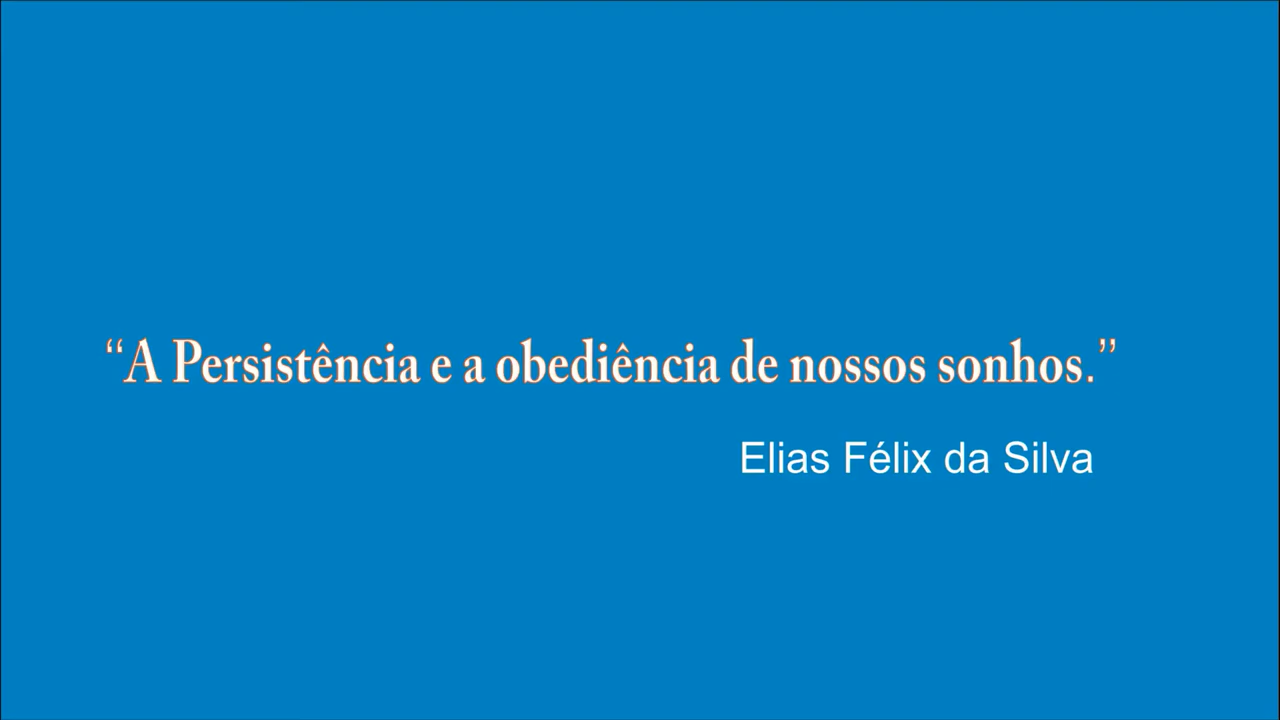 “A Persistência e a obediência de nossos sonhos.”
Elias Félix da Silva